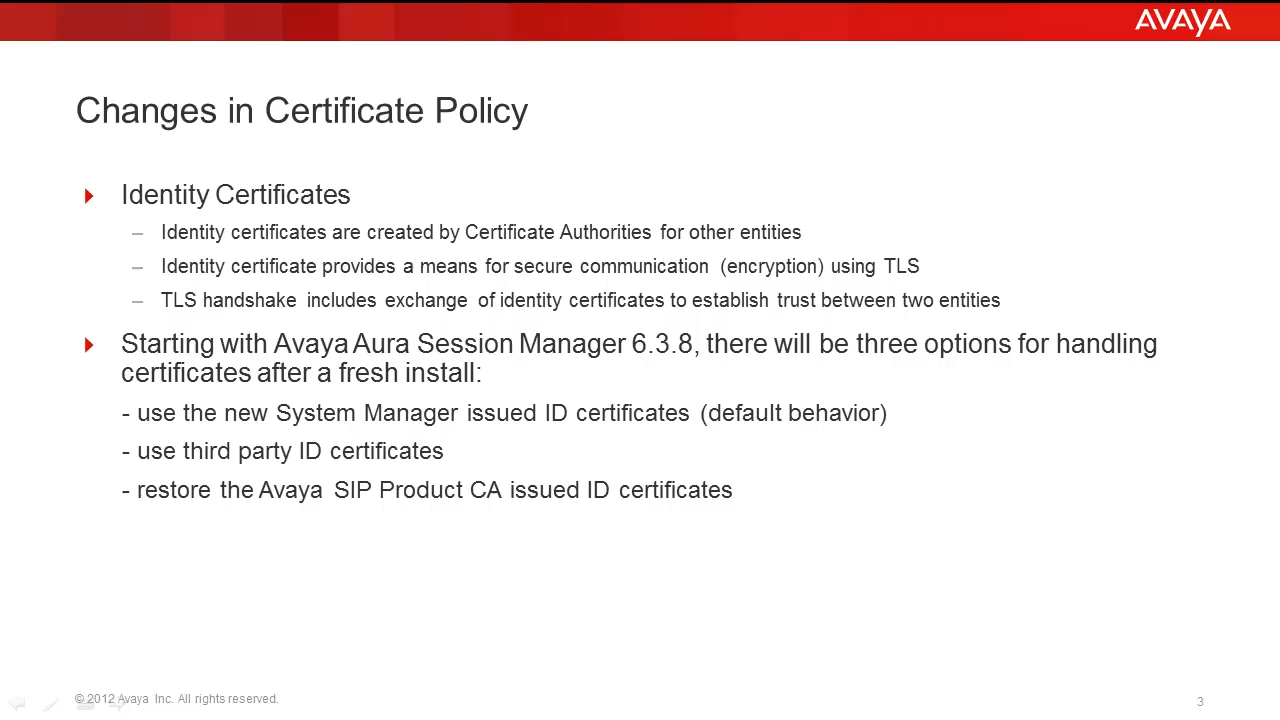 AVAYA
Changes in Certificate Policy
Identity Certificates
– Identity certificates are created by Certificate Authorities for other entities
– Identity certificate provides a means for secure communication (encryption) using TLS
– TLS handshake includes exchange of identity certificates to establish trust between two entities
Starting with Avaya Aura Session Manager 6.3.8, there will be three options for handling
certificates after a fresh install:
- use the new System Manager issued ID certificates (default behavior)
- use third party ID certificates
- restore the Avaya SIP Product CA issued ID certificates
© 2012 Avaya Inc. All rights reserved.
3